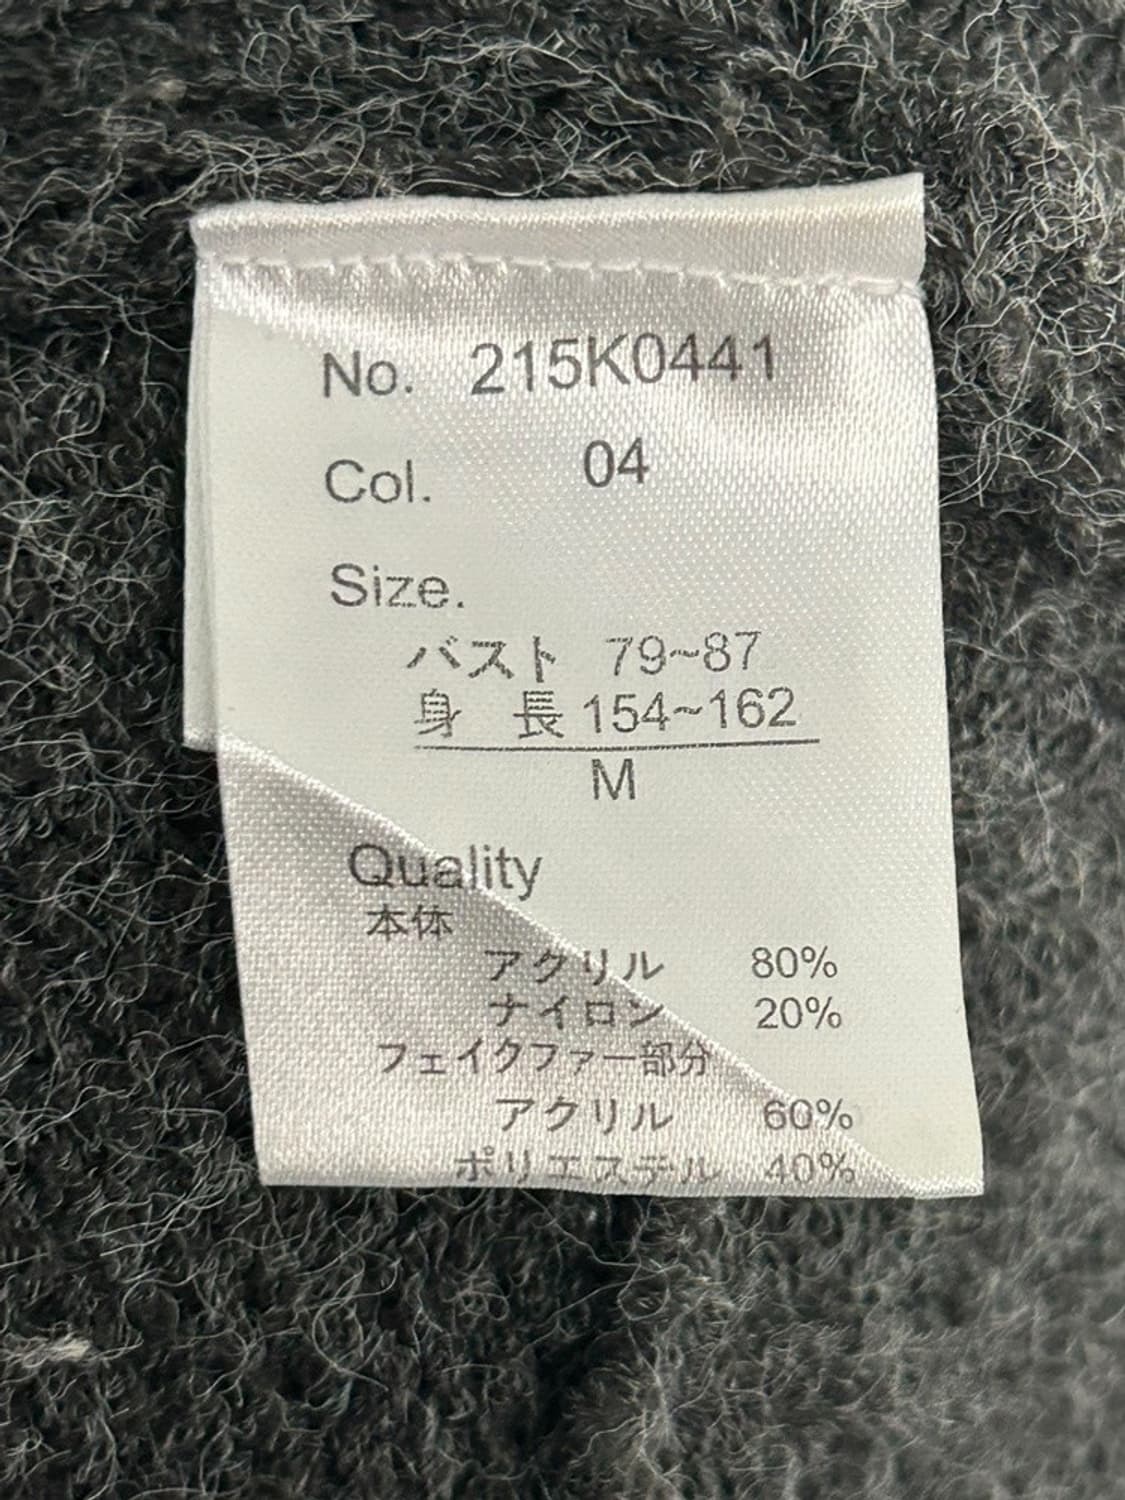 No. 215K0441
Col. 04
Size.
バスト 79~87
身 長 154~162
M
Quality
本体
アクリル 80%
ナイロン 20%
フェイクファー部分
アクリル 60%
ポリエステル 40%